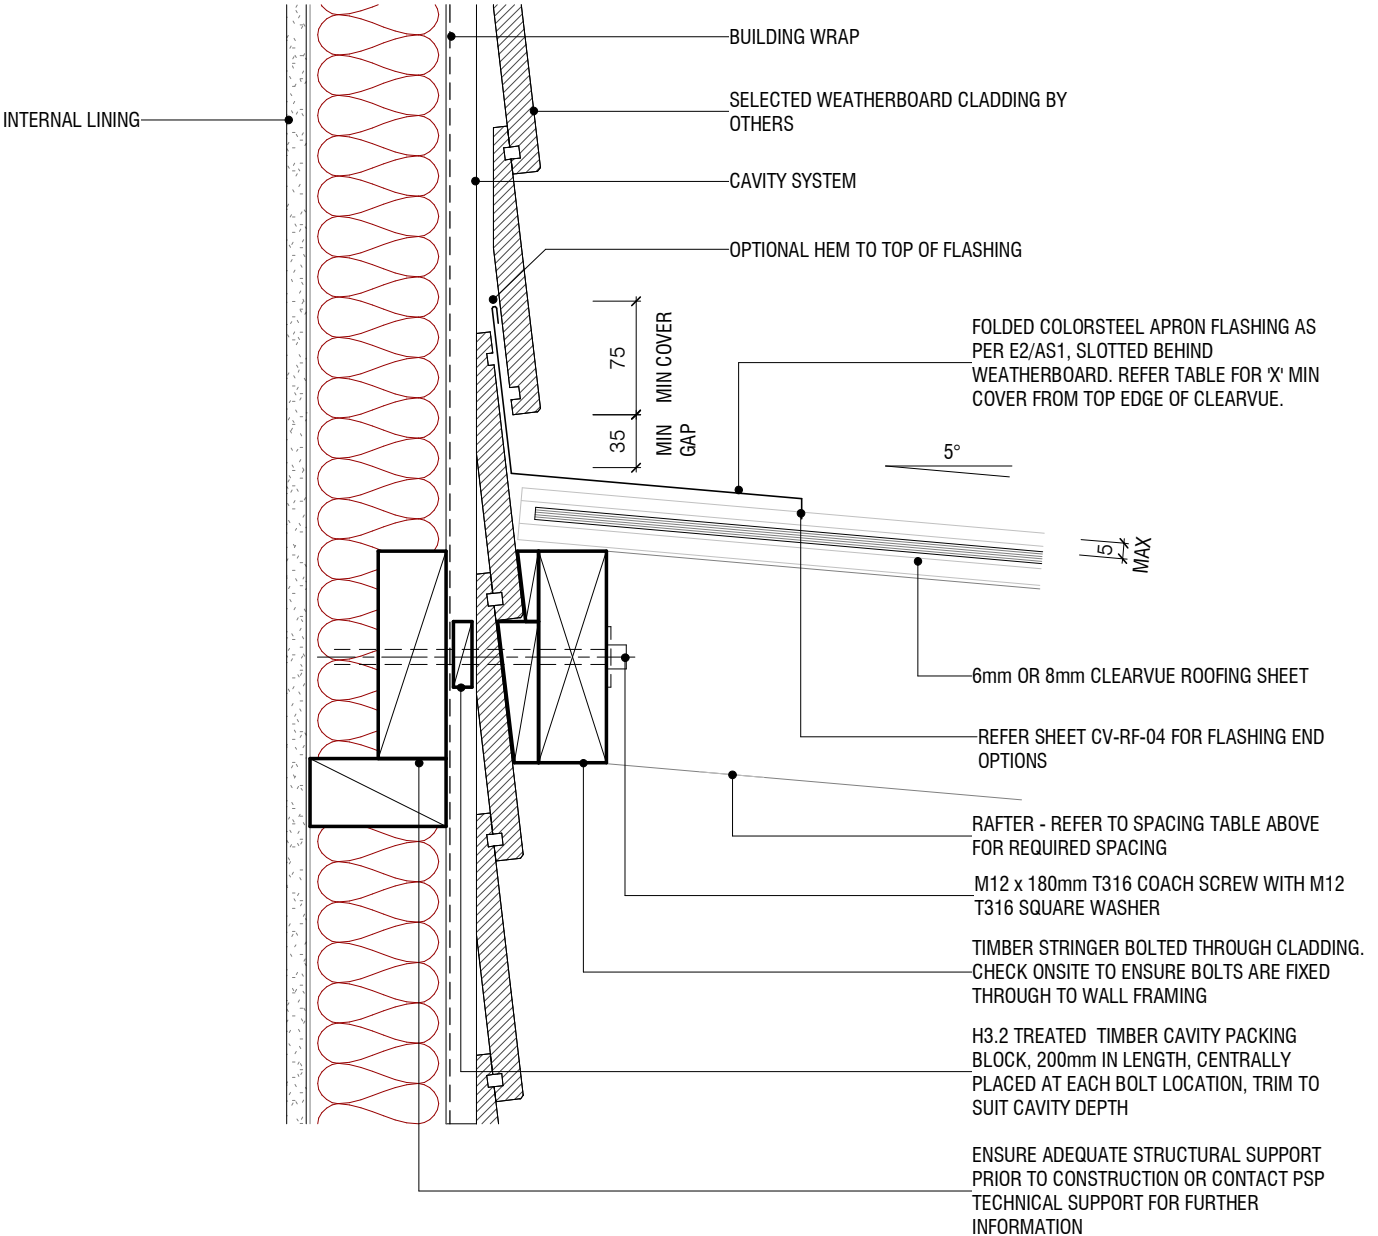 BUILDING WRAP
SELECTED WEATHERBOARD CLADDING BY
OTHERS
INTERNAL LINING
CAVITY SYSTEM
OPTIONAL HEM TO TOP OF FLASHING
75
MIN COVER
35
MIN
GAP
FOLDED COLORSTEEL APRON FLASHING AS
PER E2/AS1, SLOTTED BEHIND
WEATHERBOARD. REFER TABLE FOR 'X' MIN
COVER FROM TOP EDGE OF CLEARVUE.
5°
5
MAX
6mm OR 8mm CLEARVUE ROOFING SHEET
REFER SHEET CV-RF-04 FOR FLASHING END
OPTIONS
RAFTER - REFER TO SPACING TABLE ABOVE
FOR REQUIRED SPACING
M12 x 180mm T316 COACH SCREW WITH M12
T316 SQUARE WASHER
TIMBER STRINGER BOLTED THROUGH CLADDING.
CHECK ONSITE TO ENSURE BOLTS ARE FIXED
THROUGH TO WALL FRAMING
H3.2 TREATED  TIMBER CAVITY PACKING
BLOCK, 200mm IN LENGTH, CENTRALLY
PLACED AT EACH BOLT LOCATION, TRIM TO
SUIT CAVITY DEPTH
ENSURE ADEQUATE STRUCTURAL SUPPORT
PRIOR TO CONSTRUCTION OR CONTACT PSP
TECHNICAL SUPPORT FOR FURTHER
INFORMATION